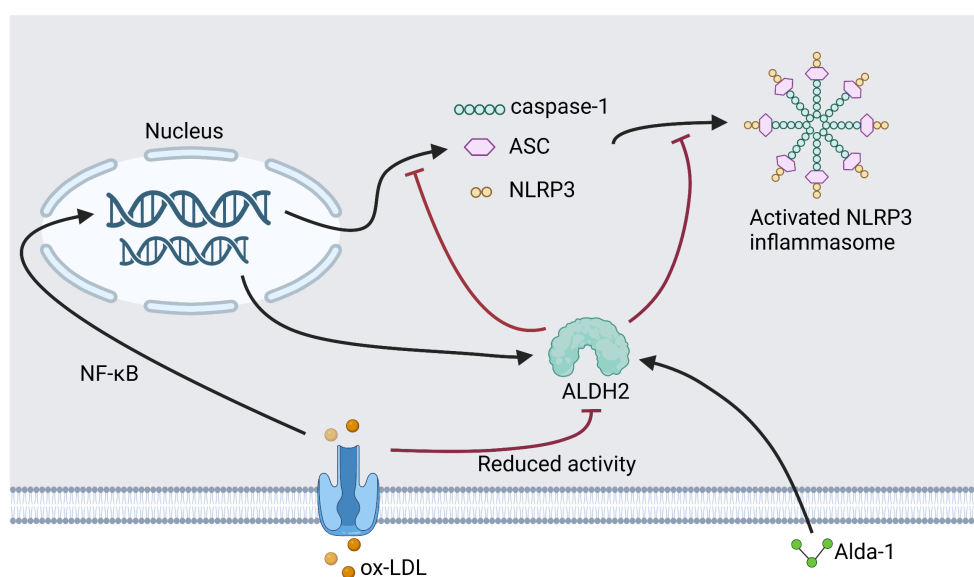 caspase-1
Nucleus
ASC
NLRP3
Activated NLRP3
inflammasome
NF-κB
ALDH2
Reduced activity
Alda-1
ox-LDL